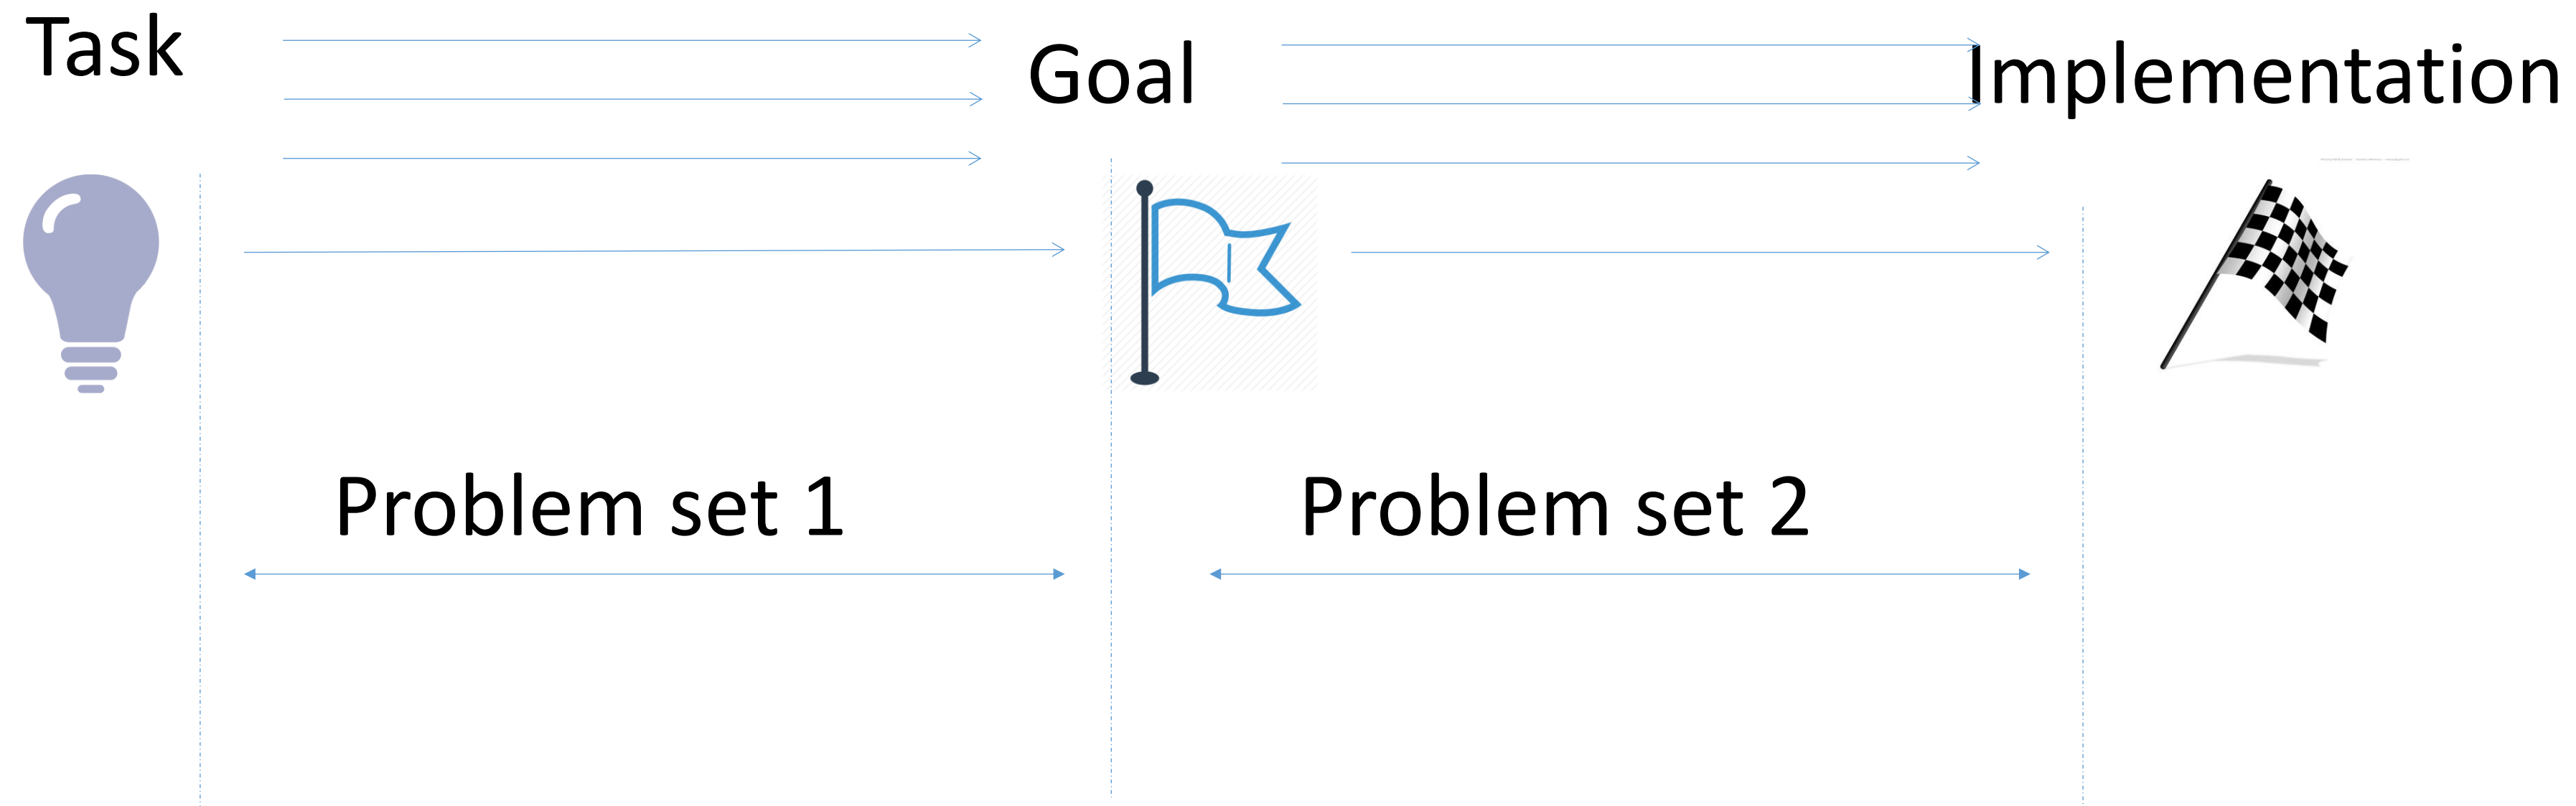 Task
Goal
Implementation
Problem set 1
Problem set 2